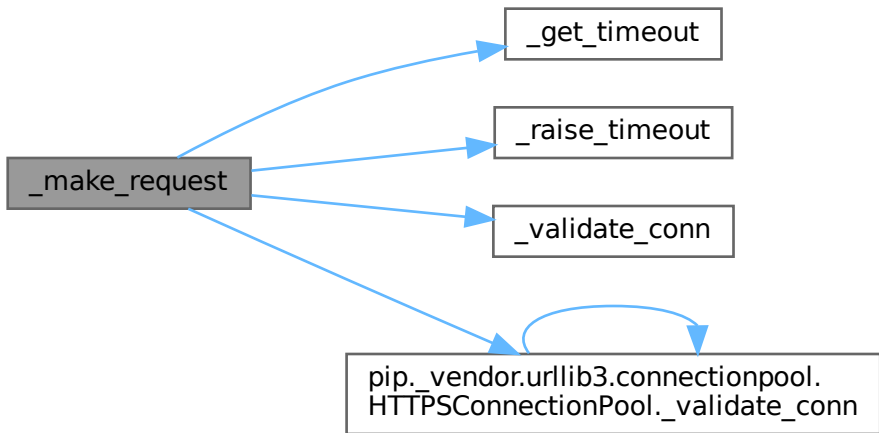 _get_timeout
_raise_timeout
_make_request
_validate_conn
pip._vendor.urllib3.connectionpool.
HTTPSConnectionPool._validate_conn